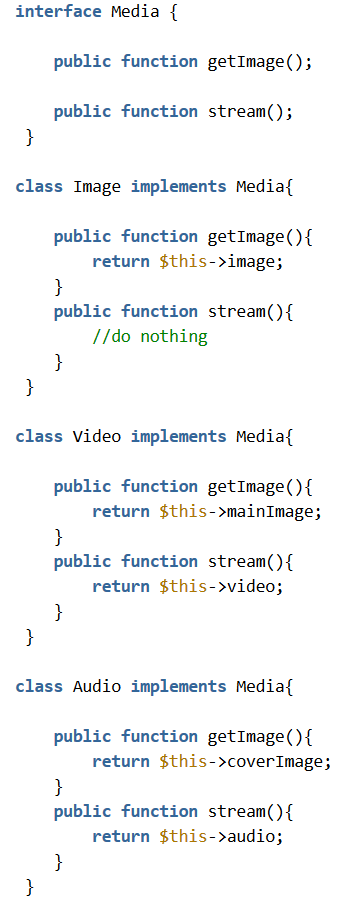 interface Media {
public function getImage();
public function stream();
}
class Image implements Media{
public function getImage(){
return $this->image;
}
public function stream(){
//do nothing
}
}
class Video implements Media{
public function getImage(){
return $this->mainImage;
}
public function stream(){
return $this->video;
}
}
class Audio implements Media{
public function getImage(){
return $this->coverImage;
}
public function stream(){
return $this->audio;
}
}